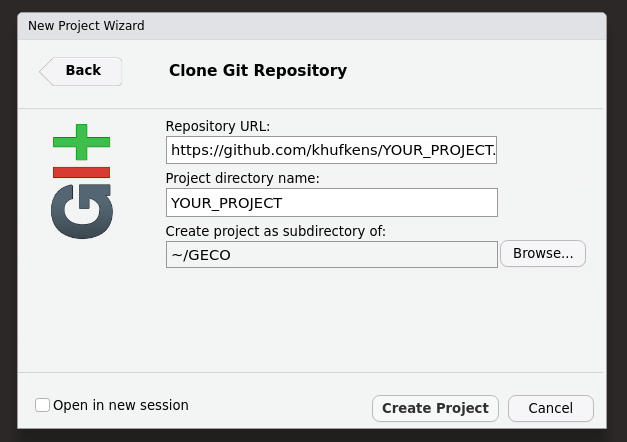 New Project Wizard
Back
Clone Git Repository
git
Repository URL:
https://github.com/khufkens/YOUR_PROJECT.
Project directory name:
YOUR_PROJECT
Create project as subdirectory of:
~/GECO
Browse...
Open in new session
Create Project
Cancel